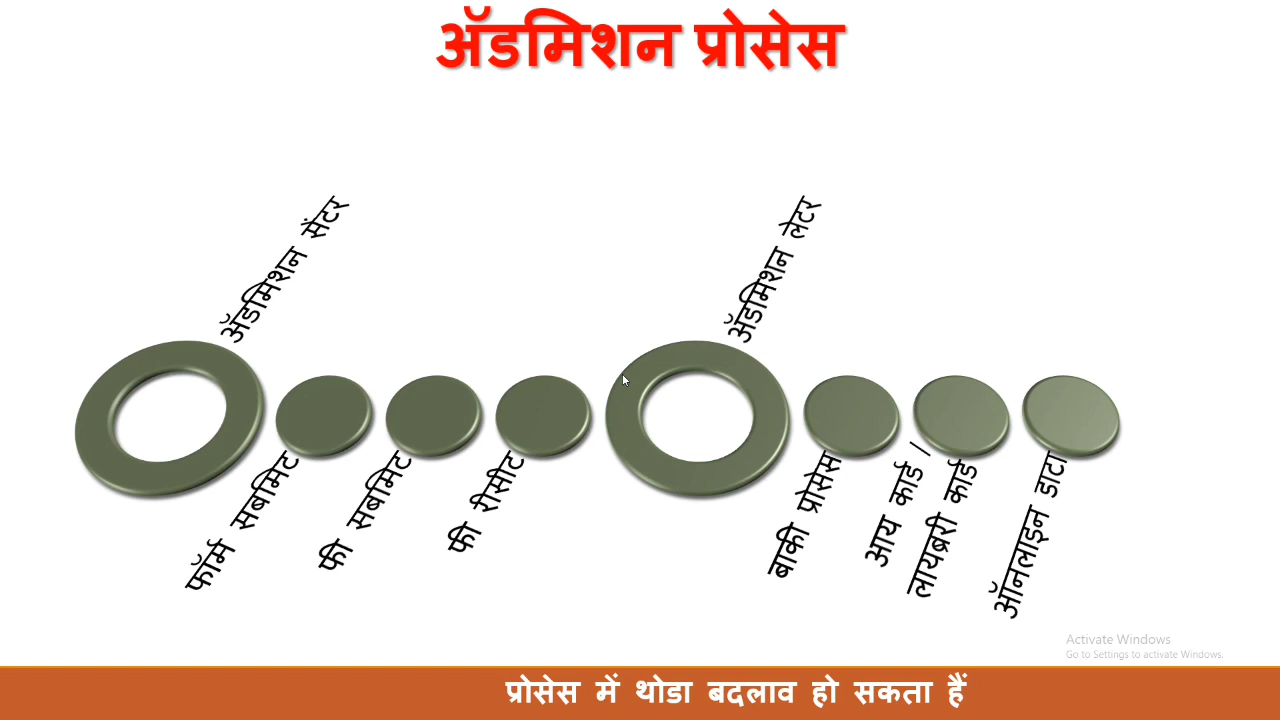 ॲडमिशन प्रोसेस
ॲडमिशन सेंटर
फॉर्म सबमिट
फी सबमिट
फी रीसीट
ॲडमिशन लेटर
बाकी प्रोसेस
आय कार्ड /
लायब्ररी कार्ड
ऑनलाइन डाटा
Activate Windows
Go to Settings to activate Windows.
प्रोसेस में थोडा बदलाव हो सकता हैं